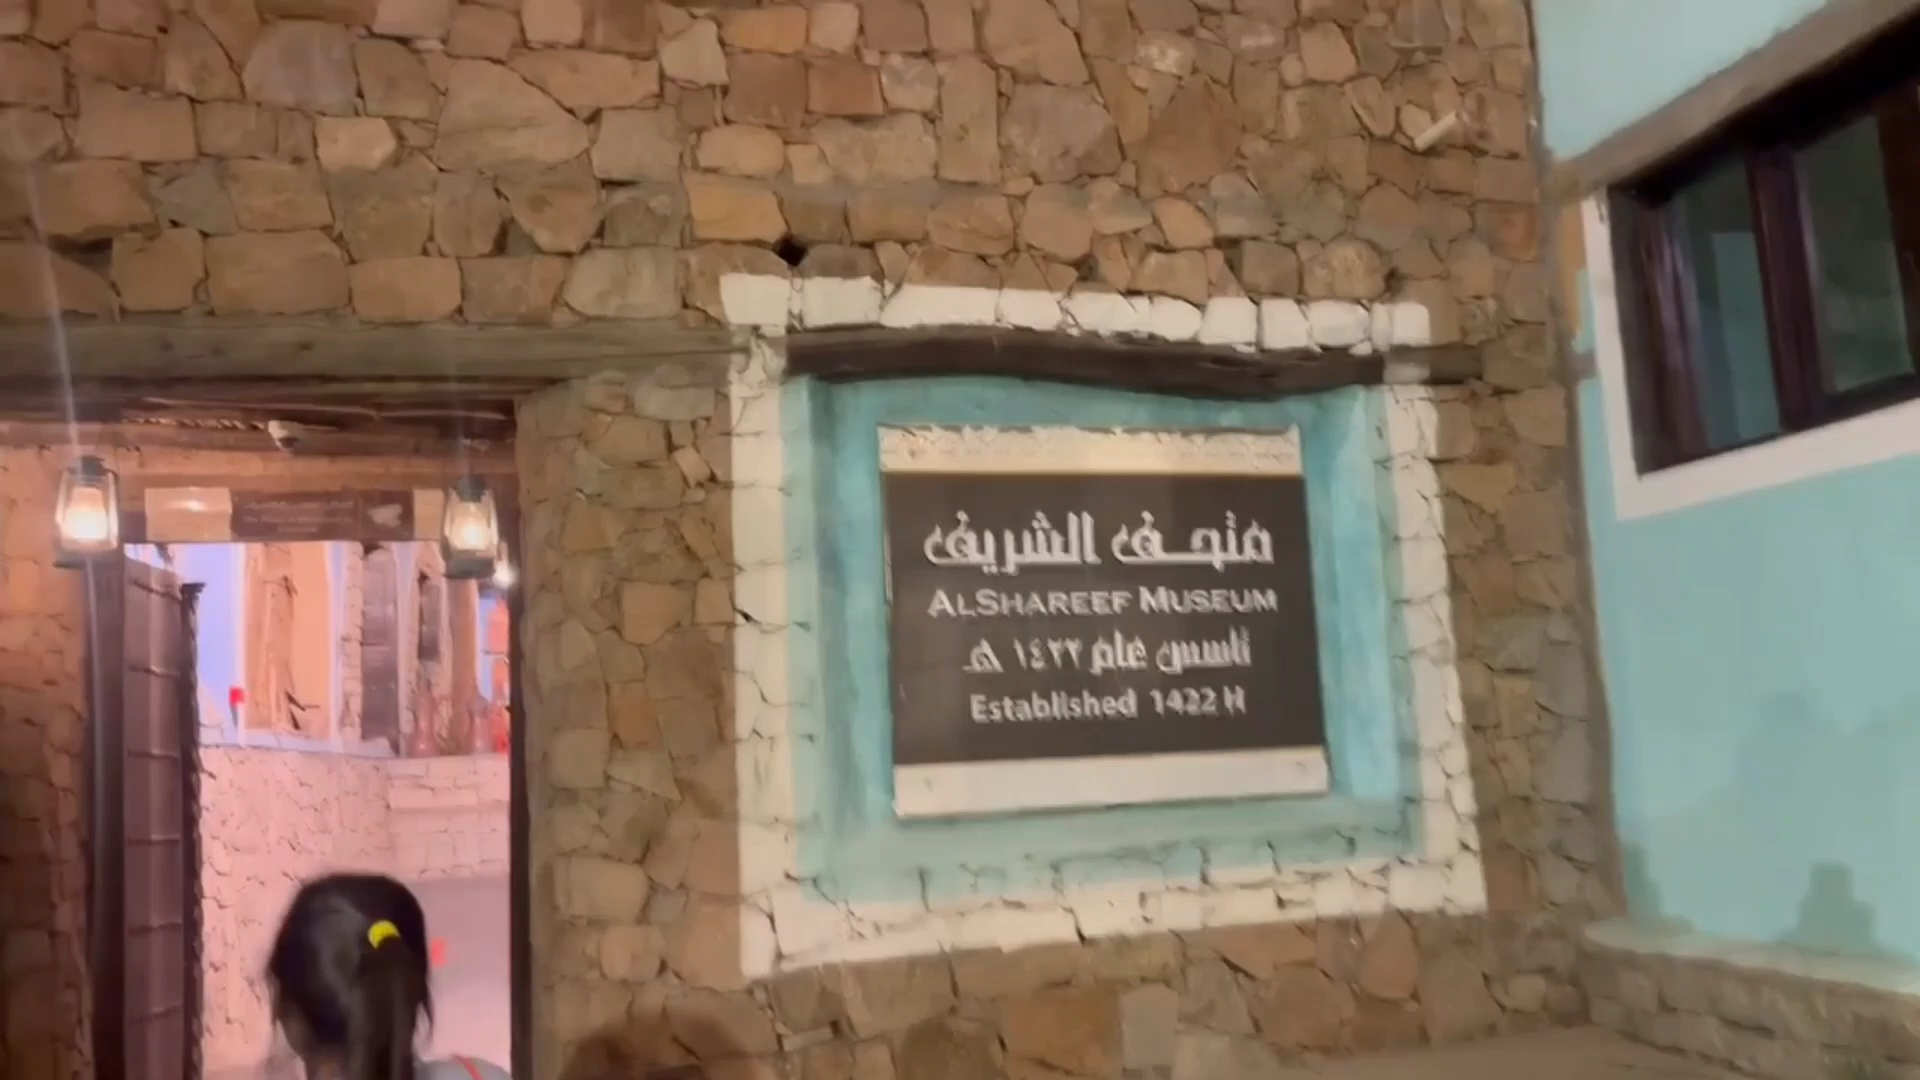 متحف الشريف
ALSHAREEF MUSEUM
تأسس عام ١٤٢٢ هـ
Established 1422 H